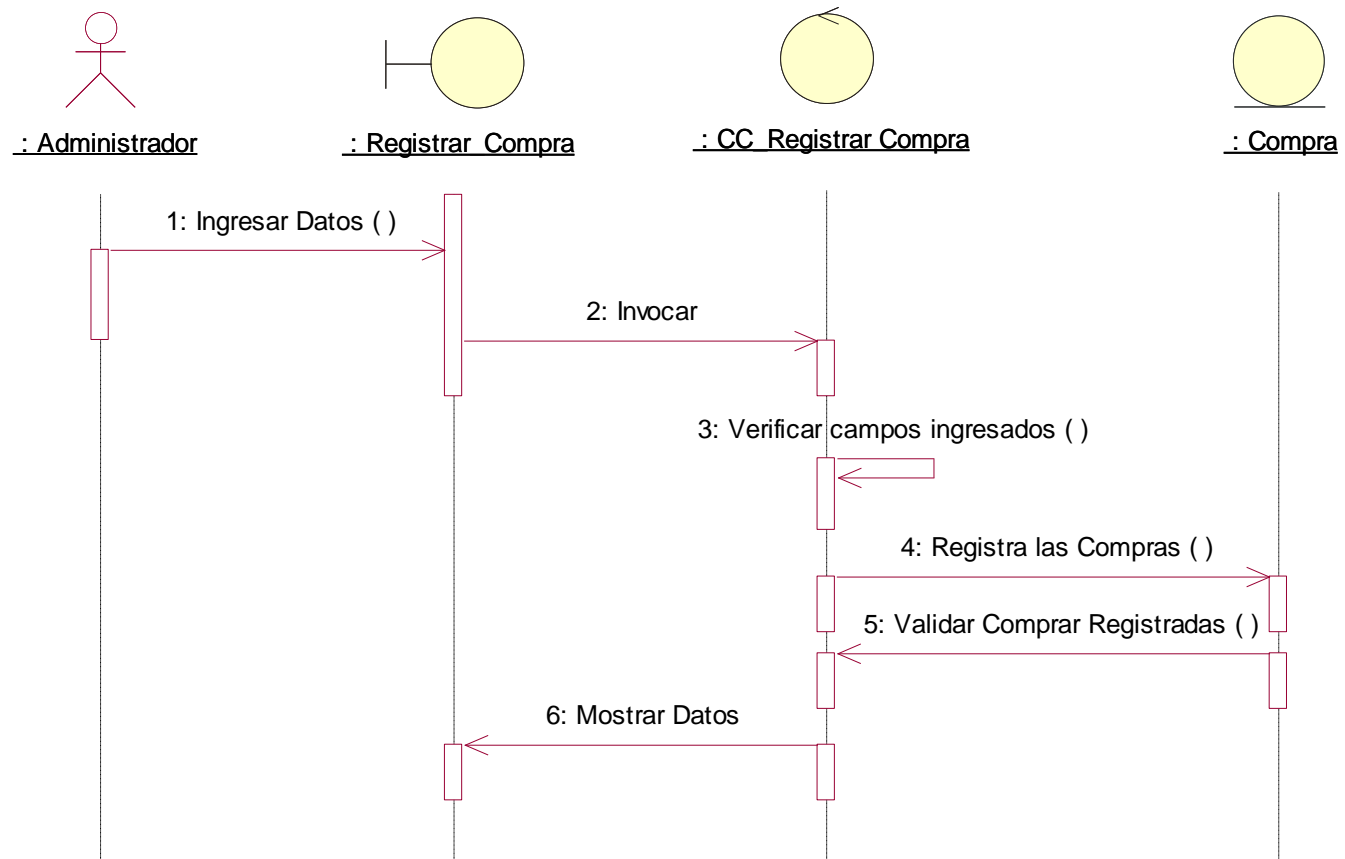 : Administrador
: Registrar_Compra
: CC_Registrar Compra
: Compra
1: Ingresar Datos ( )
2: Invocar
3: Verificar campos ingresados ( )
4: Registra las Compras ( )
5: Validar Comprar Registradas ( )
6: Mostrar Datos